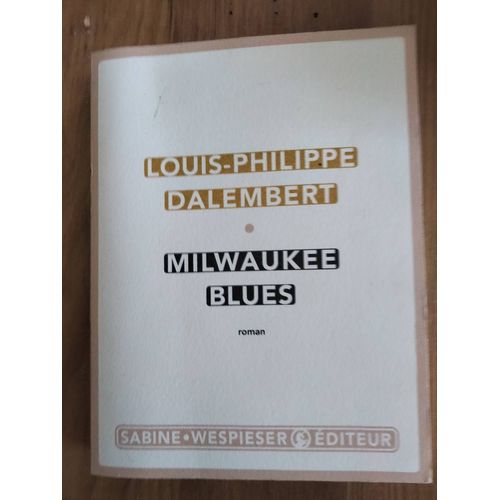 LOUIS-PHILIPPE
DALEMBERT
MILWAUKEE
BLUES
roman
SABINE • WESPIESER ÉDITEUR